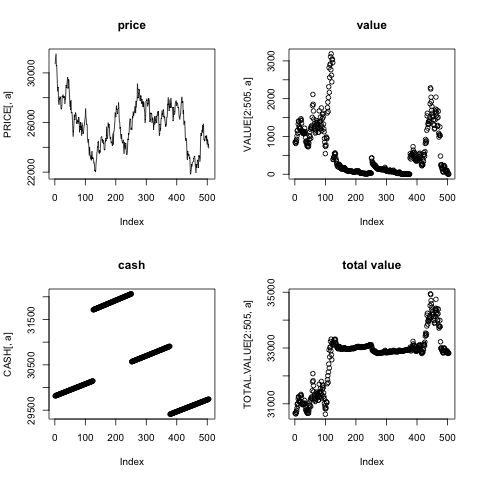 price
PRICE[, a]
22000 26000 30000
0 100 200 300 400 500
Index
value
VALUE[2:505, a]
0 1000 2000 3000
0 100 200 300 400 500
Index
cash
CASH[, a]
29500 30500 31500
0 100 200 300 400 500
Index
total value
TOTAL.VALUE[2:505, a]
31000 33000 35000
0 100 200 300 400 500
Index